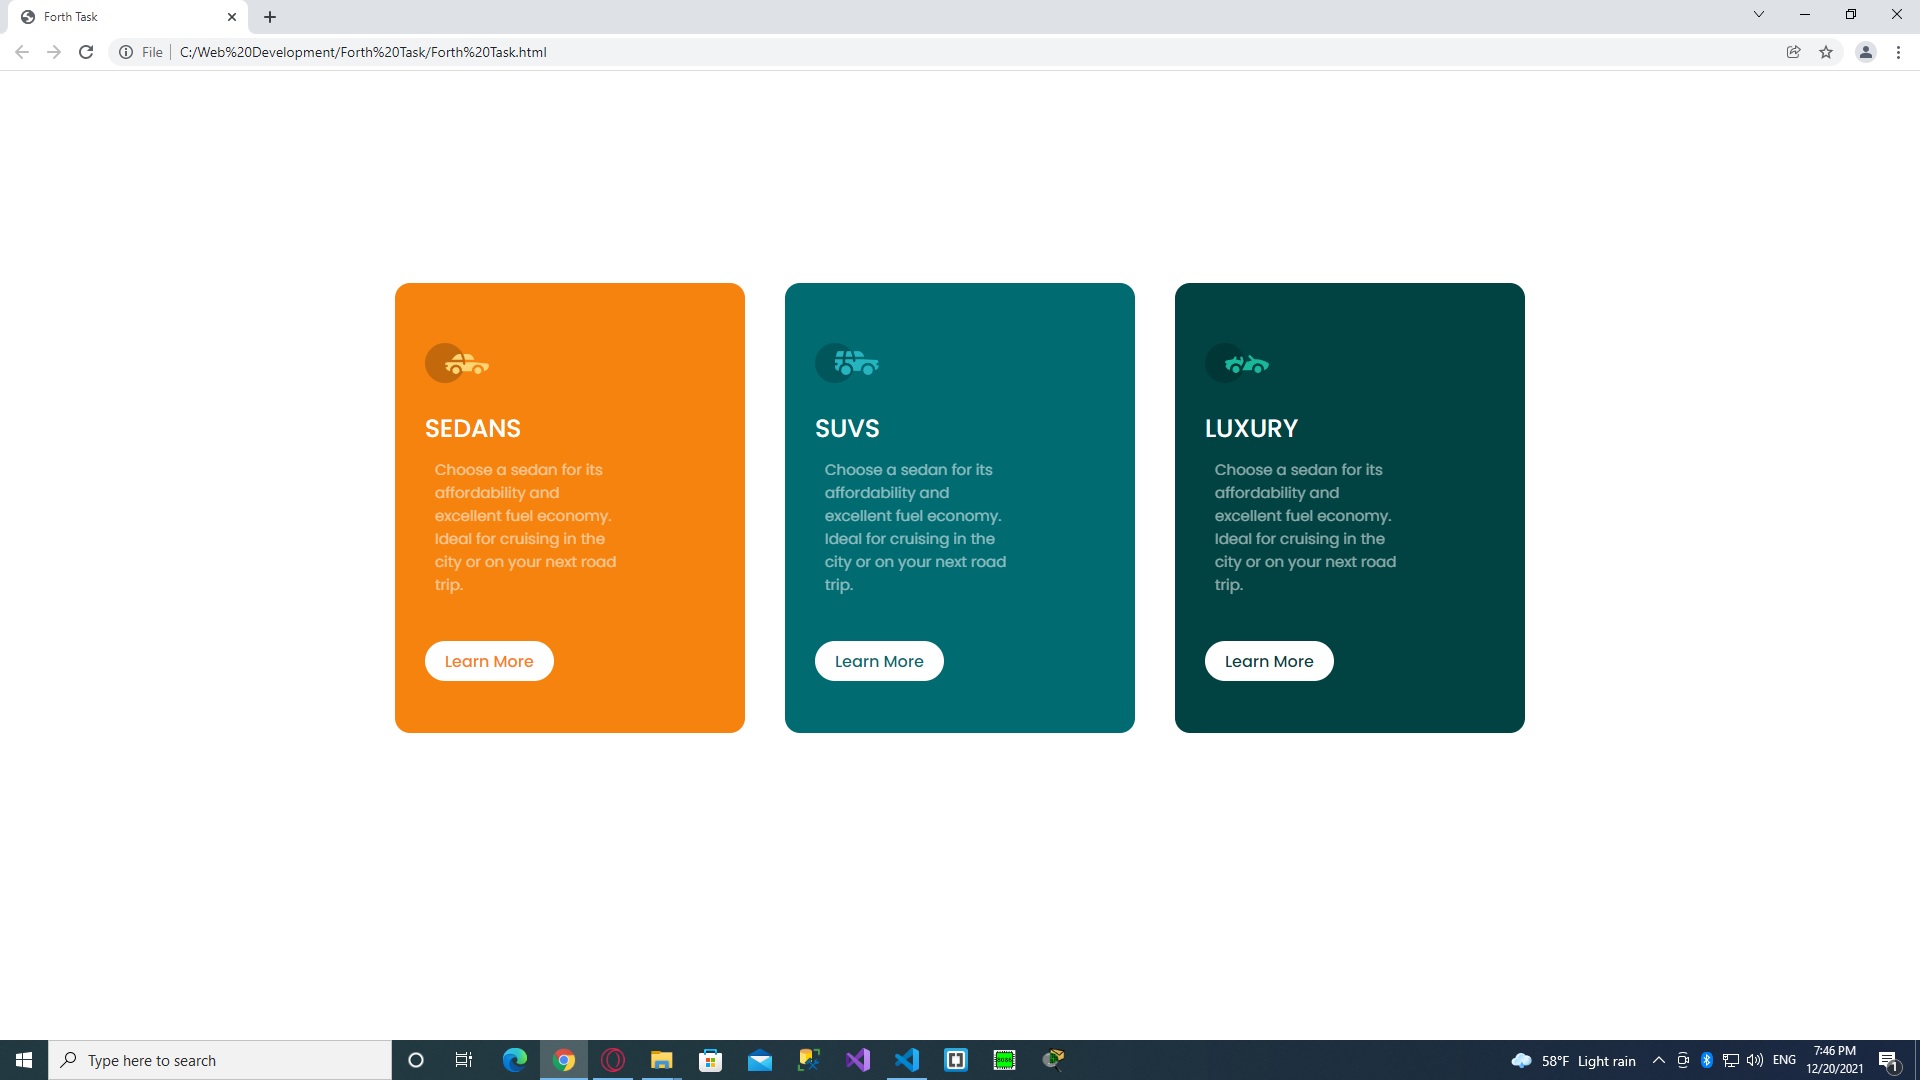 Forth Task
File C:/Web%20Development/Forth%20Task/Forth%20Task.html
SEDANS
Choose a sedan for its
affordability and
excellent fuel economy.
Ideal for cruising in the
city or on your next road
trip.
Learn More
SUVS
Choose a sedan for its
affordability and
excellent fuel economy.
Ideal for cruising in the
city or on your next road
trip.
Learn More
LUXURY
Choose a sedan for its
affordability and
excellent fuel economy.
Ideal for cruising in the
city or on your next road
trip.
Learn More
Type here to search
58°F Light rain
ENG
7:46 PM
12/20/2021
1